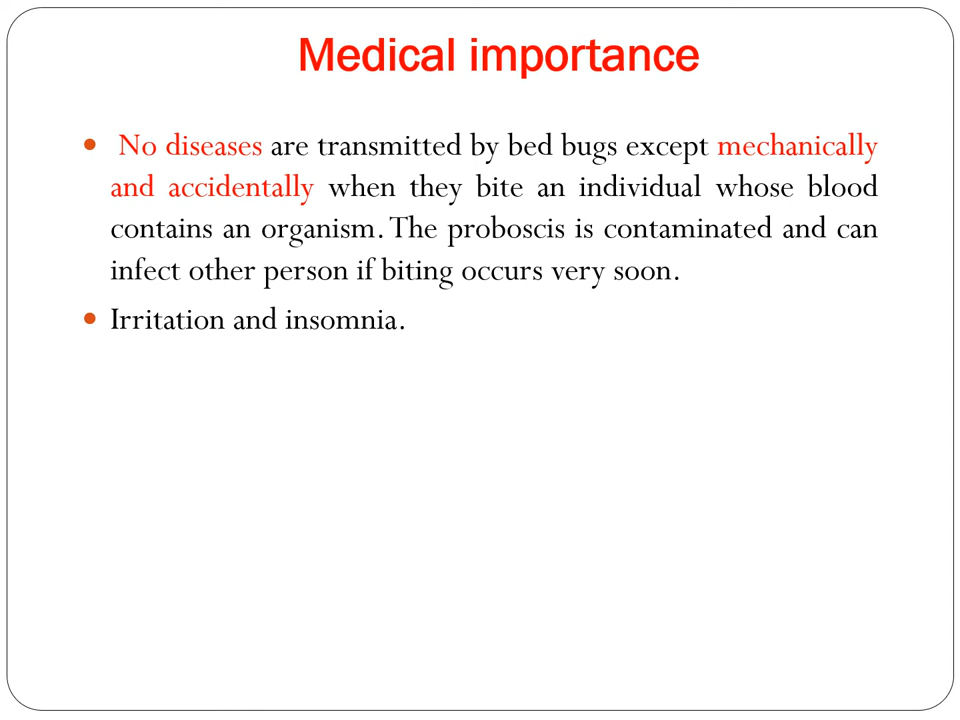 Medical importance
• No diseases are transmitted by bed bugs except mechanically
and accidentally when they bite an individual whose blood
contains an organism. The proboscis is contaminated and can
infect other person if biting occurs very soon.
• Irritation and insomnia.